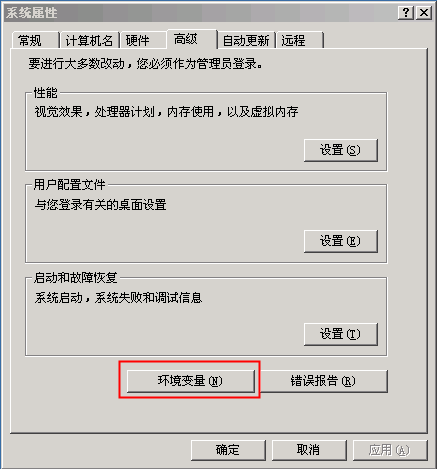 系统属性
常规 计算机名 硬件 高级 自动更新 远程
要进行大多数改动，您必须作为管理员登录。
性能
视觉效果，处理器计划，内存使用，以及虚拟内存
设置(S)
用户配置文件
与您登录有关的桌面设置
设置(E)
启动和故障恢复
系统启动，系统失败和调试信息
设置(T)
环境变量(N) 错误报告(R)
确定 取消 应用(A)